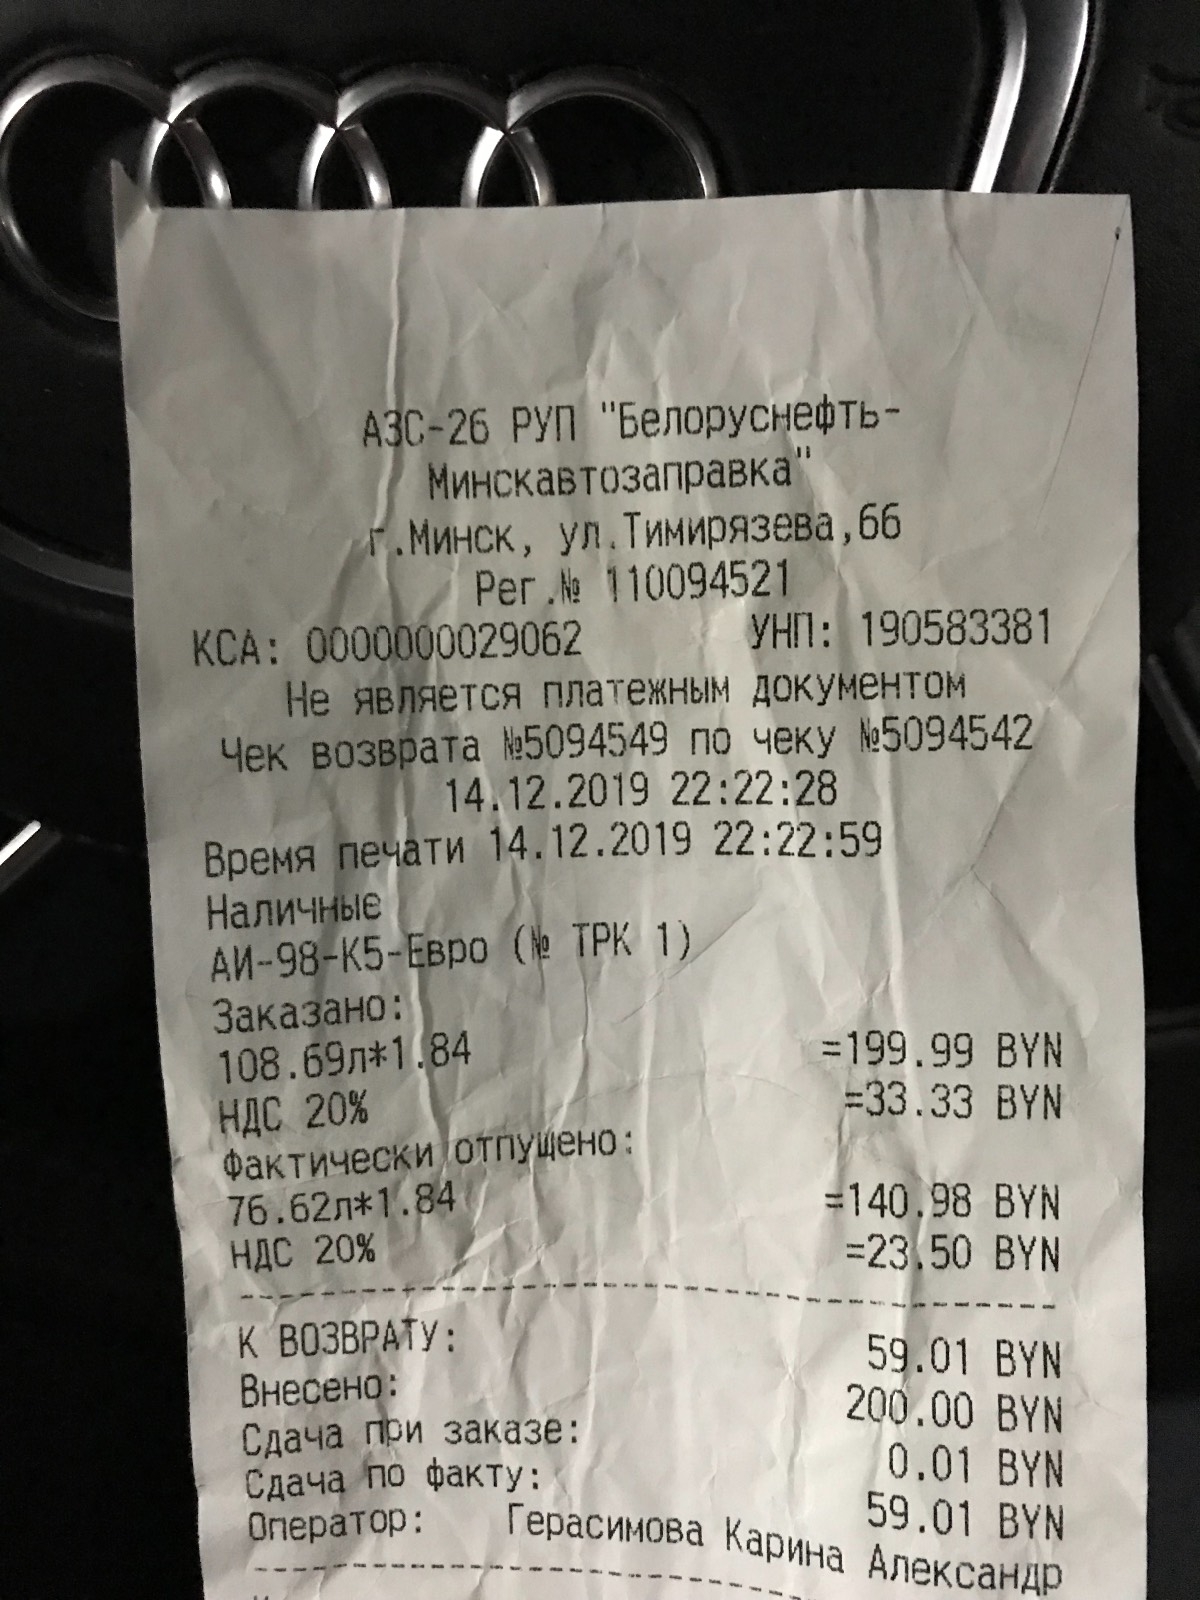 АЗС-26 РУП "Белоруснефть-
Минскавтозаправка"
г.Минск, ул.Тимирязева,66
Рег.№ 110094521
КСА: 0000000029062 УНП: 190583381
Не является платежным документом
Чек возврата №5094549 по чеку №5094542
14.12.2019 22:22:28
Время печати 14.12.2019 22:22:59
Наличные
АИ-98-К5-Евро (№ ТРК 1)
Заказано:
108.69л*1.84 =199.99 BYN
НДС 20% =33.33 BYN
Фактически отпущено:
76.62л*1.84 =140.98 BYN
НДС 20% =23.50 BYN
К ВОЗВРАТУ: 59.01 BYN
Внесено: 200.00 BYN
Сдача при заказе: 0.01 BYN
Сдача по факту: 59.01 BYN
Оператор: Герасимова Карина Александр